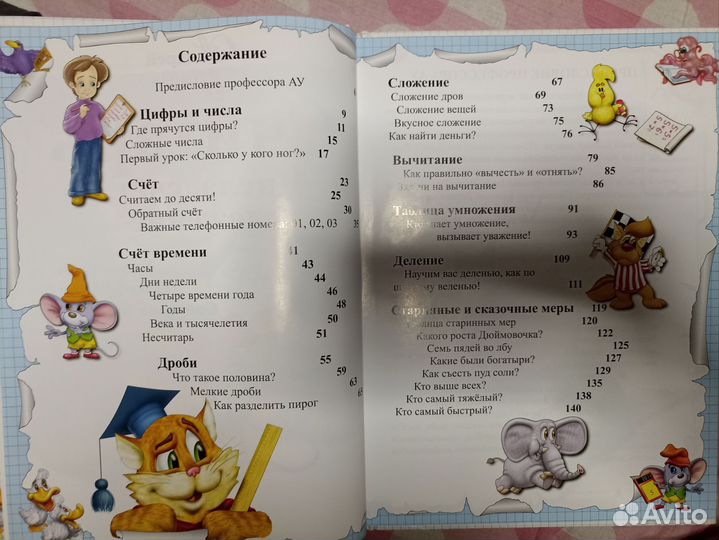 Содержание
Предисловие профессора АУ
Цифры и числа 9
Где прячутся цифры? 11
Сложные числа 15
Первый урок: «Сколько у кого ног?» 17
Счёт 23
Считаем до десяти! 25
Обратный счёт 30
Важные телефонные номера: 01, 02, 03
Счёт времени 41
Часы 43
Дни недели 44
Четыре времени года 46
Годы 48
Века и тысячелетия 50
Несчитарь 51
Дроби 55
Что такое половина? 59
Мелкие дроби 63
Как разделить пирог
Сложение 67
Сложение дров 69
Сложение вещей 73
Вкусное сложение 75
Как найти деньги? 76
Вычитание 79
Как правильно «вычесть» и «отнять»? 85
на вычитание 86
Таблица умножения 91
умножение,
вызывает уважение! 93
Деление 109
Научим вас деленью, как по
веленью! 111
Старинные и сказочные меры 119
старинных мер 120
Какого роста Дюймовочка? 122
Семь пядей во лбу 125
Какие были богатыри? 127
Как съесть пуд соли? 129
Кто выше всех? 135
Кто самый тяжёлый? 138
Кто самый быстрый? 140
Avito